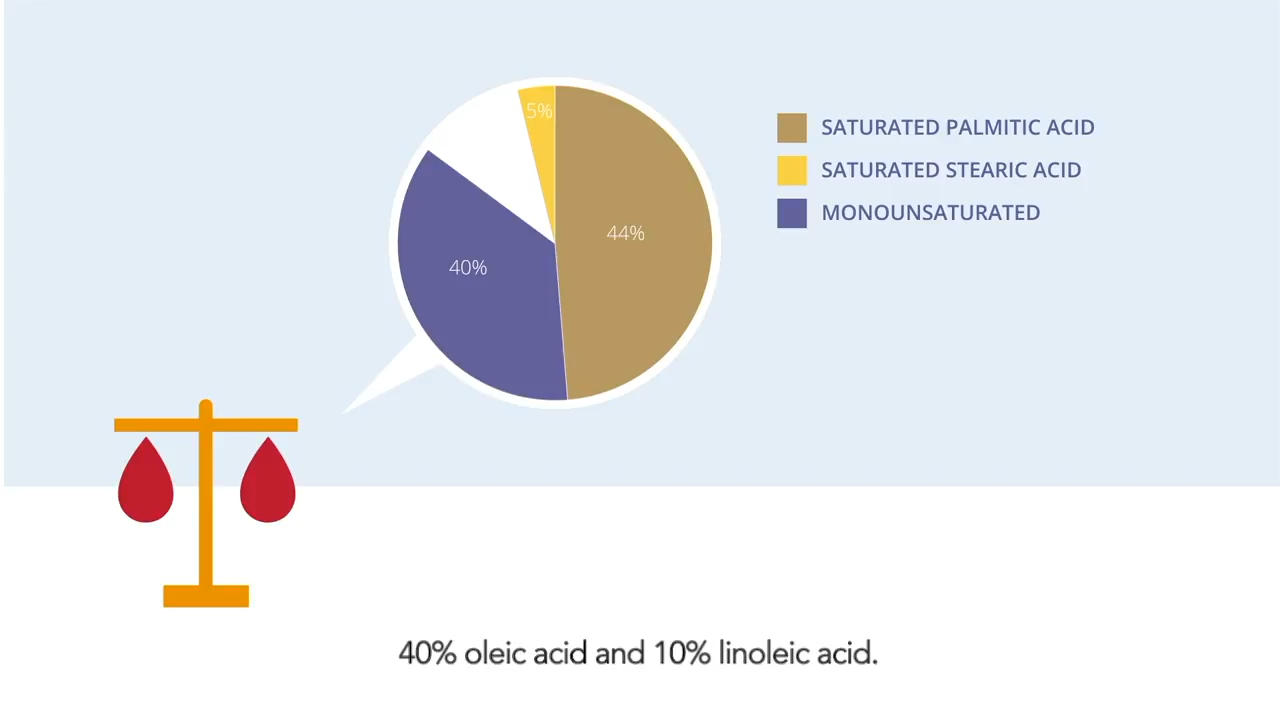 5%
44%
40%
SATURATED PALMITIC ACID
SATURATED STEARIC ACID
MONOUNSATURATED
40% oleic acid and 10% linoleic acid.